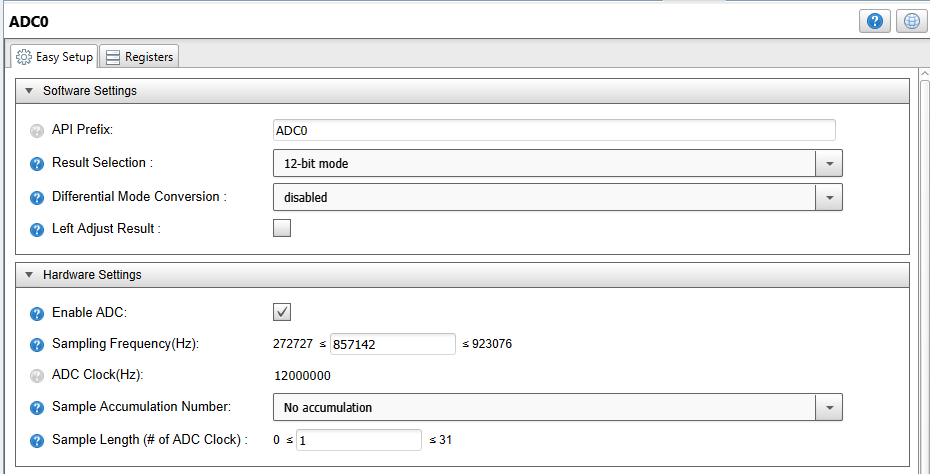 ADC0
Easy Setup Registers
Software Settings
API Prefix: ADC0
Result Selection : 12-bit mode
Differential Mode Conversion : disabled
Left Adjust Result :
Hardware Settings
Enable ADC:
Sampling Frequency(Hz): 272727 ≤ 857142 ≤ 923076
ADC Clock(Hz): 12000000
Sample Accumulation Number: No accumulation
Sample Length (# of ADC Clock) : 0 ≤ 1 ≤ 31